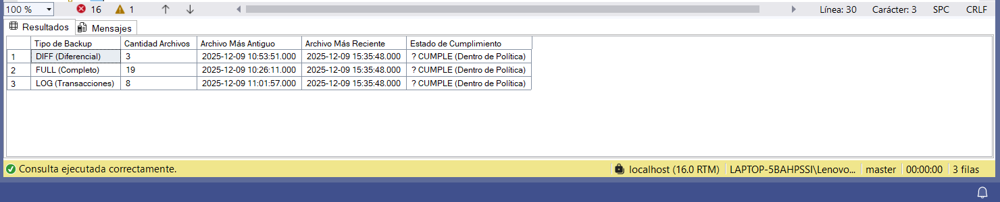 100 % 16 1 Línea: 30 Carácter: 3 SPC CRLF
Resultados Mensajes
Tipo de Backup Cantidad Archivos Archivo Más Antiguo Archivo Más Reciente Estado de Cumplimiento
1 DIFF (Diferencial) 3 2025-12-09 10:53:51.000 2025-12-09 15:35:48.000 ? CUMPLE (Dentro de Política)
2 FULL (Completo) 19 2025-12-09 10:26:11.000 2025-12-09 15:35:48.000 ? CUMPLE (Dentro de Política)
3 LOG (Transacciones) 8 2025-12-09 11:01:57.000 2025-12-09 15:35:48.000 ? CUMPLE (Dentro de Política)
Consulta ejecutada correctamente. localhost (16.0 RTM) LAPTOP-5BAHPSSI\Lenovo... master 00:00:00 3 filas